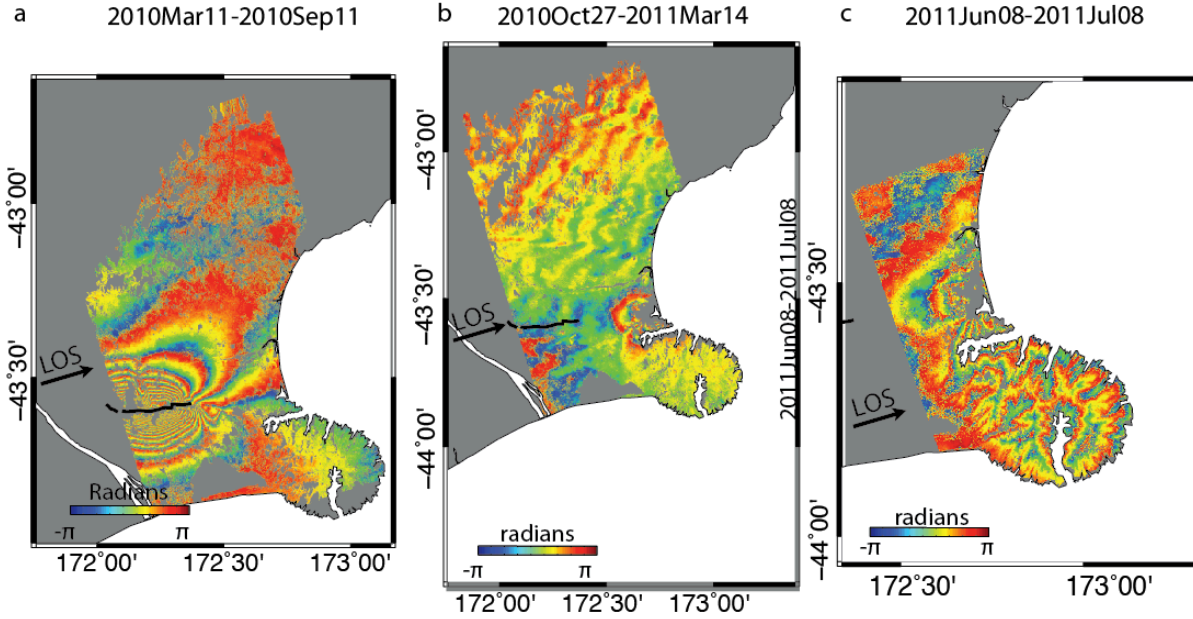 a
2010Mar11-2010Sep11
−43°00'
−43°30'
LOS
Radians
-π
π
172°00'
172°30'
173°00'
b
2010Oct27-2011Mar14
−43°00'
−43°30'
−44°00'
LOS
radians
-π
π
172°00'
172°30'
173°00'
2011Jun08-2011Jul08
c
2011Jun08-2011Jul08
−43°30'
−44°00'
LOS
radians
-π
π
172°30'
173°00'